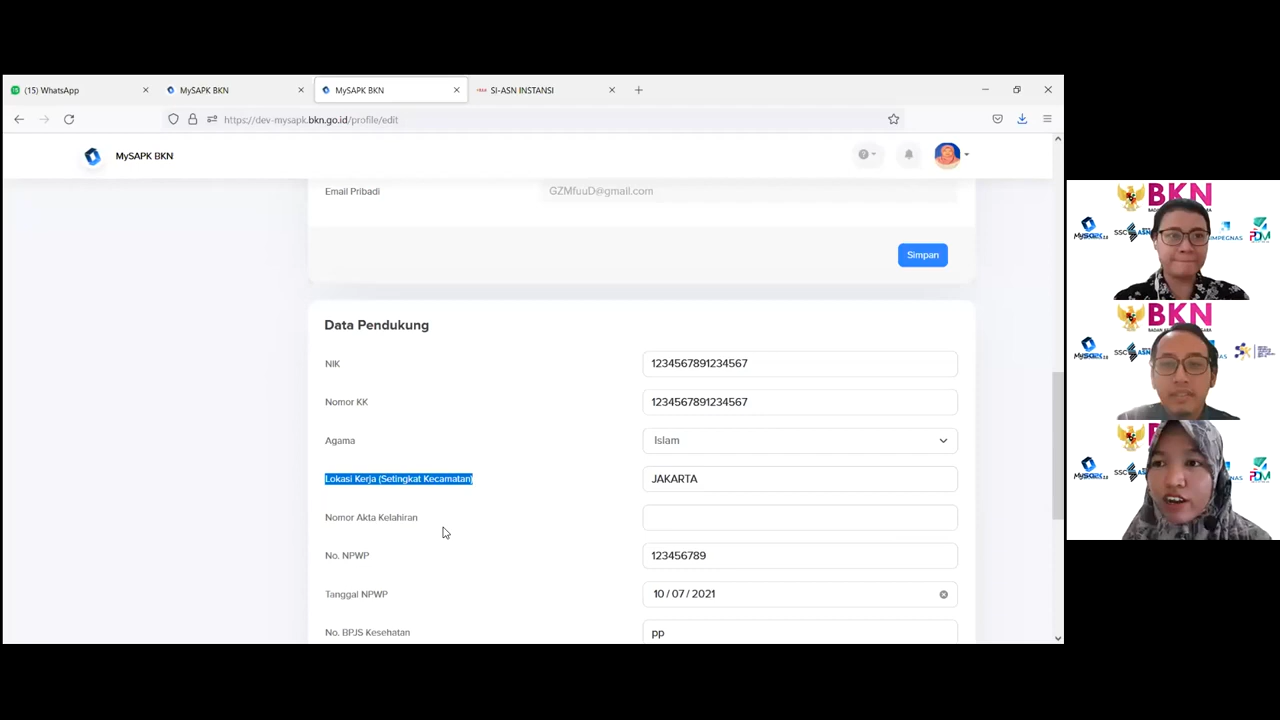 (15) WhatsApp
MySAPK BKN
MySAPK BKN
SI-ASN INSTANSI
https://dev-mysapk.bkn.go.id/profile/edit
MySAPK BKN
Email Pribadi
GZMfuuD@gmail.com
Simpan
Data Pendukung
NIK
1234567891234567
Nomor KK
1234567891234567
Agama
Islam
Lokasi Kerja (Setingkat Kecamatan)
JAKARTA
Nomor Akta Kelahiran
No. NPWP
123456789
Tanggal NPWP
10 / 07 / 2021
No. BPJS Kesehatan
pp
BKN
BKN
BKN